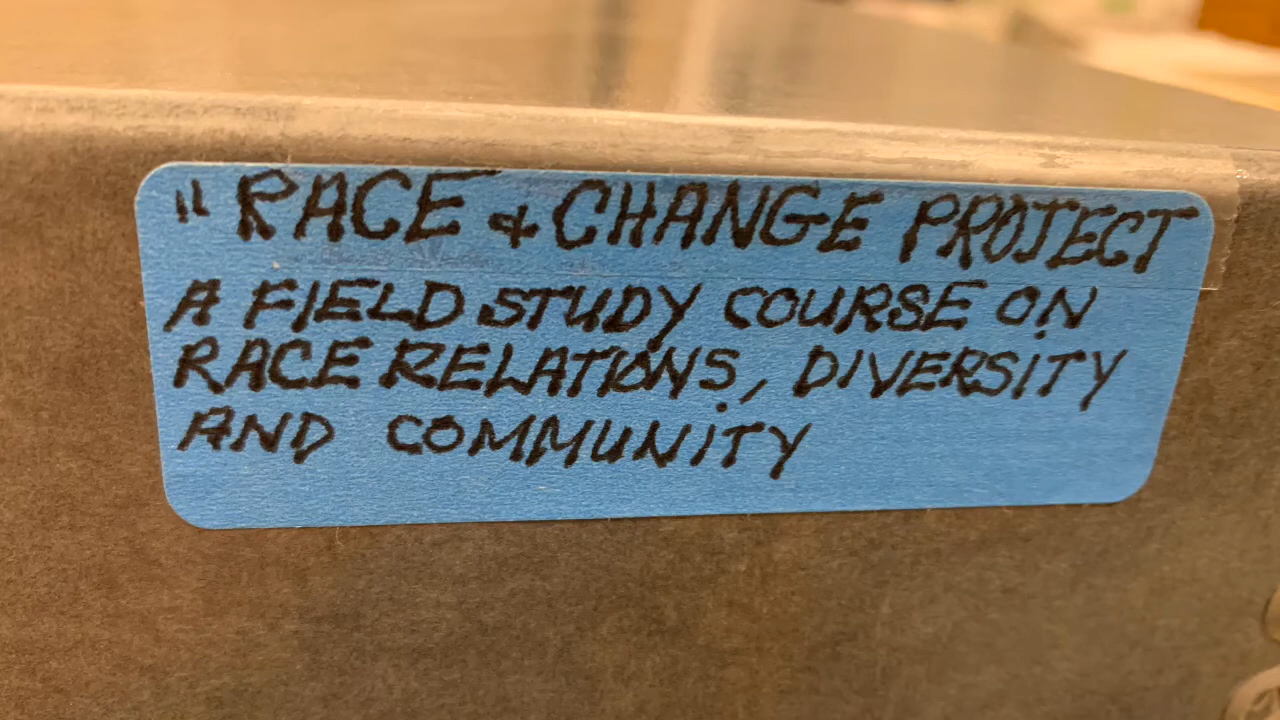 " RACE & CHANGE PROJECT
A FIELD STUDY COURSE ON
RACE RELATIONS, DIVERSITY
AND COMMUNITY